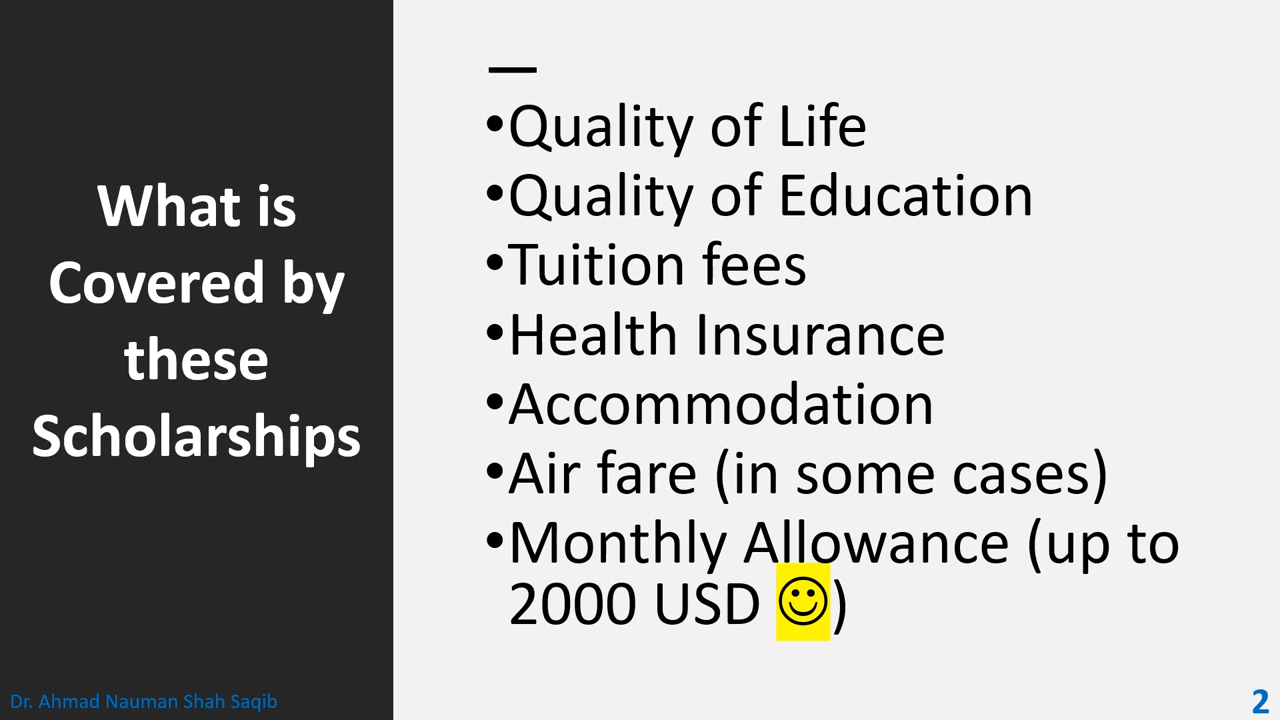 What is
Covered by
these
Scholarships
—
•Quality of Life
•Quality of Education
•Tuition fees
•Health Insurance
•Accommodation
•Air fare (in some cases)
•Monthly Allowance (up to
2000 USD ☺)
Dr. Ahmad Nauman Shah Saqib
2